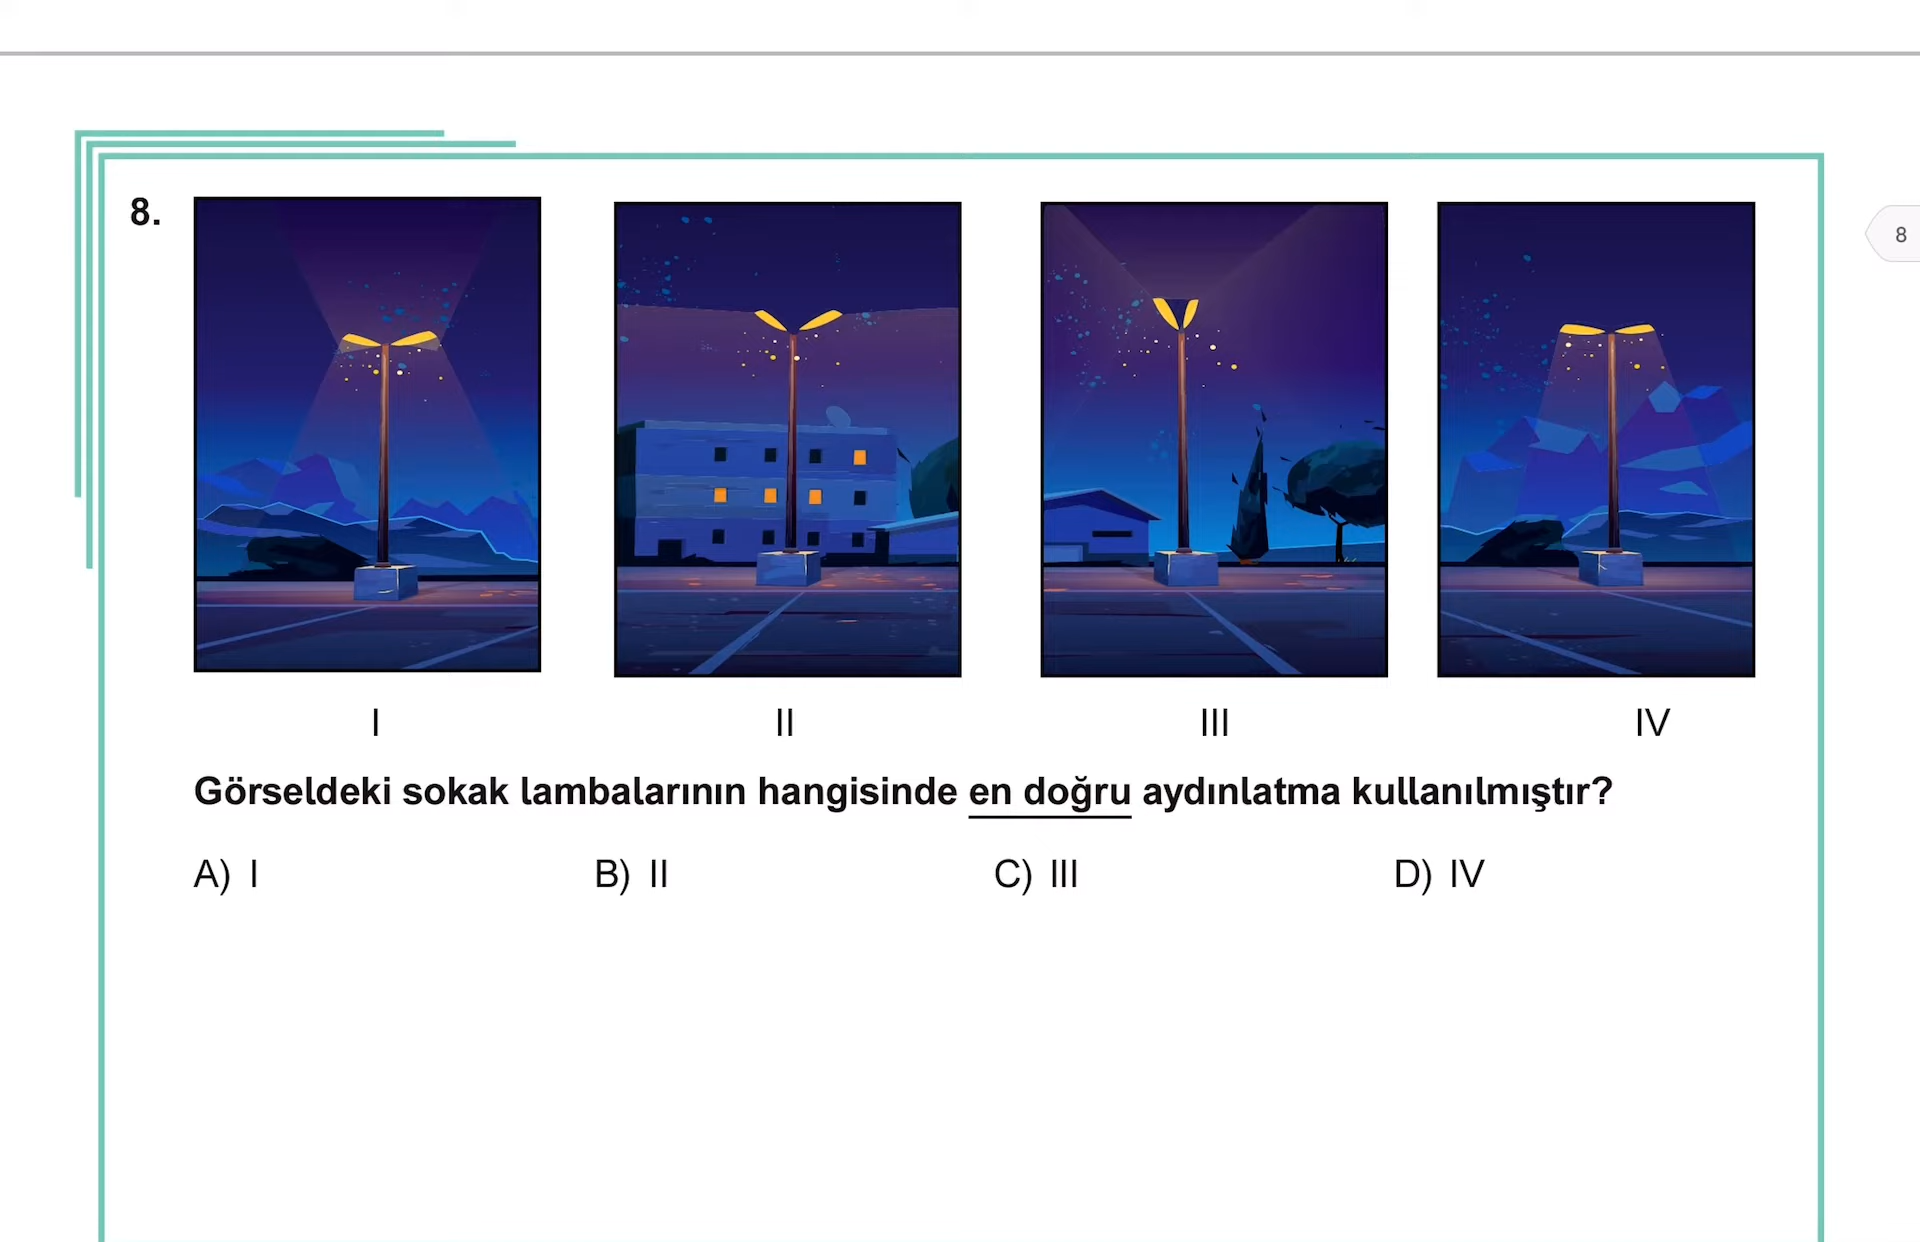 8.
8
I II III IV
Görseldeki sokak lambalarının hangisinde en doğru aydınlatma kullanılmıştır?
A) I B) II C) III D) IV